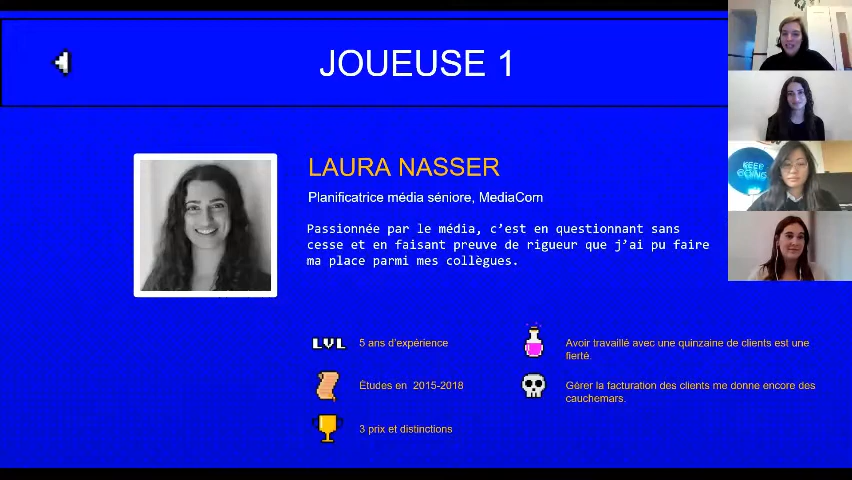 JOUEUSE 1
LAURA NASSER
Planificatrice média séniore, MediaCom
Passionnée par le média, c'est en questionnant sans
cesse et en faisant preuve de rigueur que j'ai pu faire
ma place parmi mes collègues.
LVL 5 ans d'expérience
Études en 2015-2018
3 prix et distinctions
Avoir travaillé avec une quinzaine de clients est une
fierté.
Gérer la facturation des clients me donne encore des
cauchemars.
KEEP
GOING